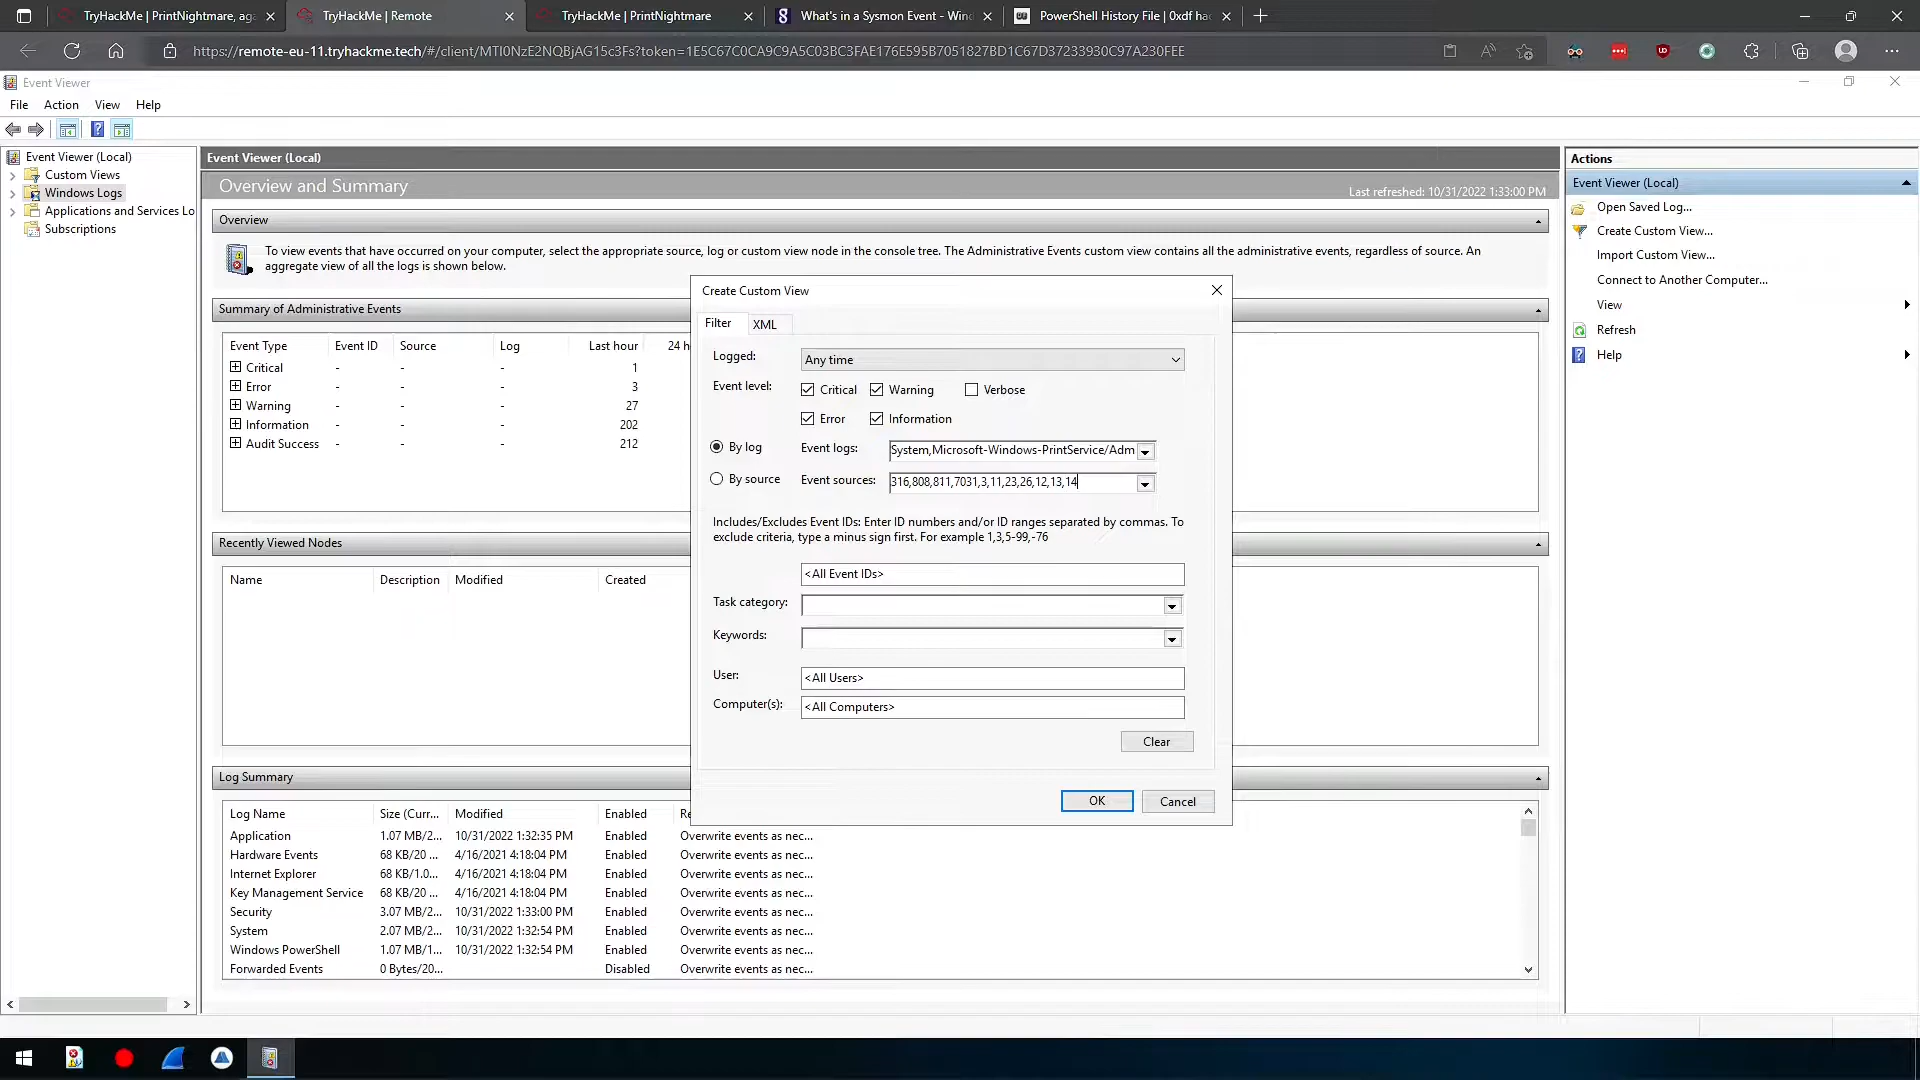 TryHackMe | PrintNightmare, aga
TryHackMe | Remote
TryHackMe | PrintNightmare
What's in a Sysmon Event - Wind
PowerShell History File | 0xdf hac
https://remote-eu-11.tryhackme.tech/#/client/MTI0NzE2NQBjAG15c3Fs?token=1E5C67C0CA9C9A5C03BC3FAE176E595B7051827BD1C67D37233930C97A230FEE
Event Viewer
File Action View Help
Event Viewer (Local)
Custom Views
Windows Logs
Applications and Services Lo
Subscriptions
Event Viewer (Local)
Overview and Summary
Last refreshed: 10/31/2022 1:33:00 PM
Overview
To view events that have occurred on your computer, select the appropriate source, log or custom view node in the console tree. The Administrative Events custom view contains all the administrative events, regardless of source. An
aggregate view of all the logs is shown below.
Summary of Administrative Events
Event Type Event ID Source Log Last hour 24 h
Critical - - - 1
Error - - - 3
Warning - - - 27
Information - - - 202
Audit Success - - - 212
Recently Viewed Nodes
Name Description Modified Created
Log Summary
Log Name Size (Curr... Modified Enabled Re
Application 1.07 MB/2... 10/31/2022 1:32:35 PM Enabled Overwrite events as nec...
Hardware Events 68 KB/20 ... 4/16/2021 4:18:04 PM Enabled Overwrite events as nec...
Internet Explorer 68 KB/1.0... 4/16/2021 4:18:04 PM Enabled Overwrite events as nec...
Key Management Service 68 KB/20 ... 4/16/2021 4:18:04 PM Enabled Overwrite events as nec...
Security 3.07 MB/2... 10/31/2022 1:33:00 PM Enabled Overwrite events as nec...
System 2.07 MB/2... 10/31/2022 1:32:54 PM Enabled Overwrite events as nec...
Windows PowerShell 1.07 MB/1... 10/31/2022 1:32:54 PM Enabled Overwrite events as nec...
Forwarded Events 0 Bytes/20... Disabled Overwrite events as nec...
Create Custom View
Filter XML
Logged: Any time
Event level: Critical Warning Verbose
Error Information
By log Event logs: System,Microsoft-Windows-PrintService/Adm
By source Event sources: 316,808,811,7031,3,11,23,26,12,13,14
Includes/Excludes Event IDs: Enter ID numbers and/or ID ranges separated by commas. To
exclude criteria, type a minus sign first. For example 1,3,5-99,-76
<All Event IDs>
Task category:
Keywords:
User: <All Users>
Computer(s): <All Computers>
Clear
OK Cancel
Actions
Event Viewer (Local)
Open Saved Log...
Create Custom View...
Import Custom View...
Connect to Another Computer...
View
Refresh
Help